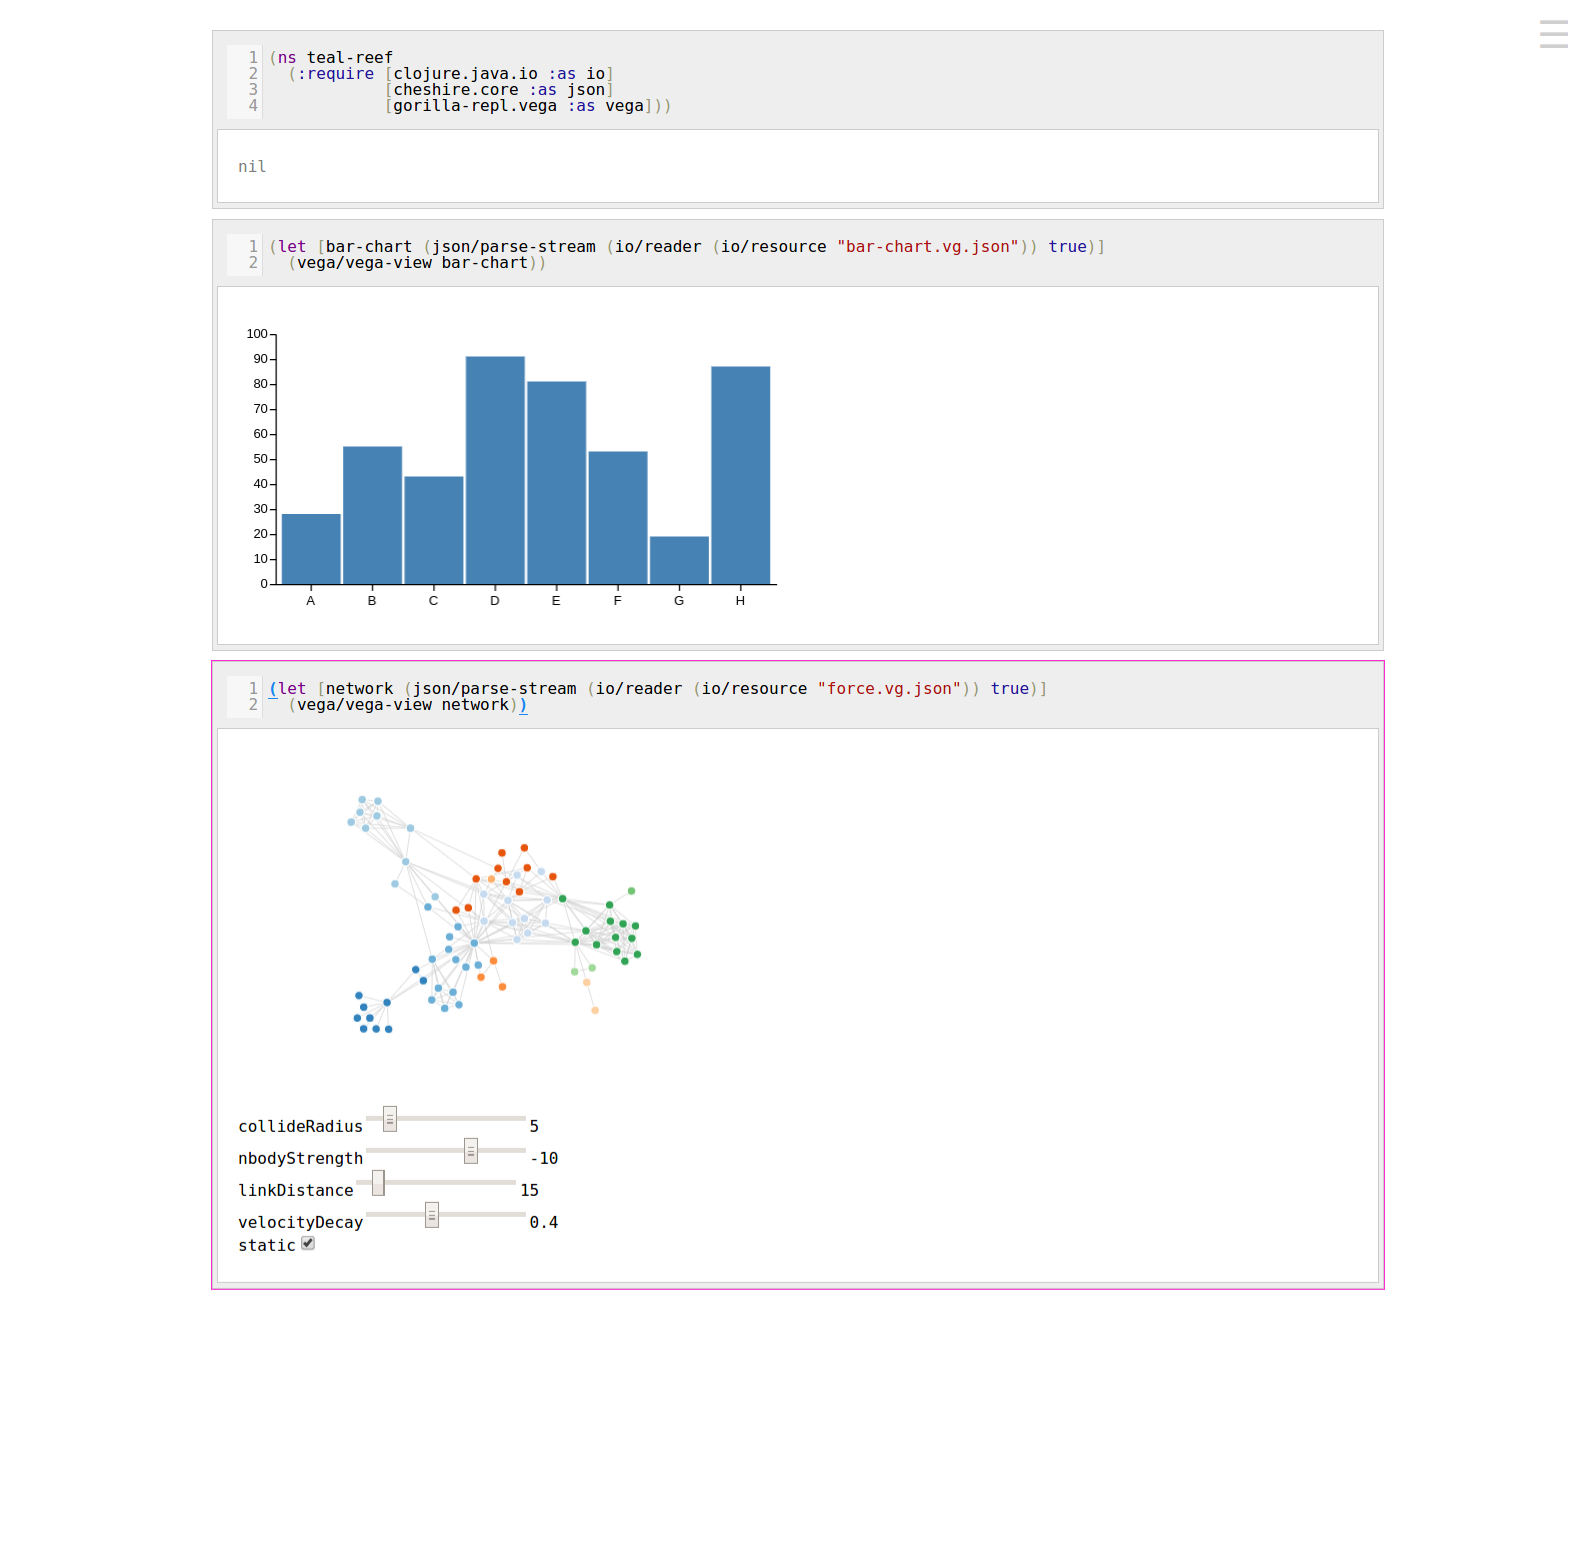 1 (ns teal-reef
2   (:require [clojure.java.io :as io]
3             [cheshire.core :as json]
4             [gorilla-repl.vega :as vega]))
nil
1 (let [bar-chart (json/parse-stream (io/reader (io/resource "bar-chart.vg.json")) true)]
2   (vega/vega-view bar-chart))
100
90
80
70
60
50
40
30
20
10
0
A B C D E F G H
1 (let [network (json/parse-stream (io/reader (io/resource "force.vg.json")) true)]
2   (vega/vega-view network))
collideRadius 5
nbodyStrength -10
linkDistance 15
velocityDecay 0.4
static